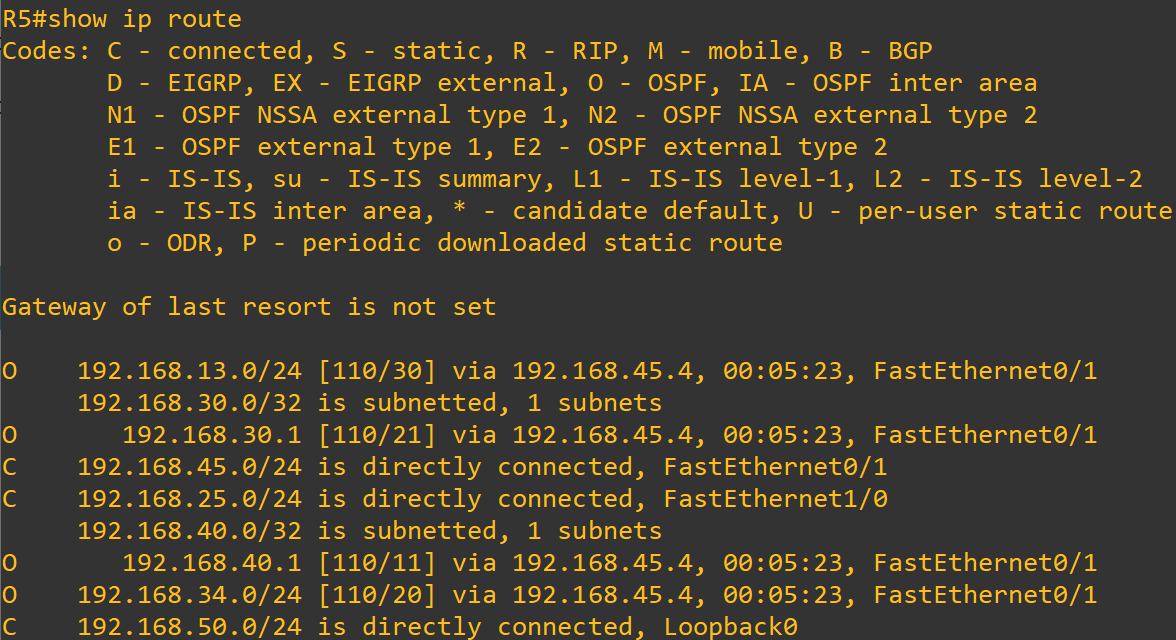 R5#show ip route
Codes: C - connected, S - static, R - RIP, M - mobile, B - BGP
       D - EIGRP, EX - EIGRP external, O - OSPF, IA - OSPF inter area
       N1 - OSPF NSSA external type 1, N2 - OSPF NSSA external type 2
       E1 - OSPF external type 1, E2 - OSPF external type 2
       i - IS-IS, su - IS-IS summary, L1 - IS-IS level-1, L2 - IS-IS level-2
       ia - IS-IS inter area, * - candidate default, U - per-user static route
       o - ODR, P - periodic downloaded static route

Gateway of last resort is not set

O    192.168.13.0/24 [110/30] via 192.168.45.4, 00:05:23, FastEthernet0/1
     192.168.30.0/32 is subnetted, 1 subnets
O       192.168.30.1 [110/21] via 192.168.45.4, 00:05:23, FastEthernet0/1
C    192.168.45.0/24 is directly connected, FastEthernet0/1
C    192.168.25.0/24 is directly connected, FastEthernet1/0
     192.168.40.0/32 is subnetted, 1 subnets
O       192.168.40.1 [110/11] via 192.168.45.4, 00:05:23, FastEthernet0/1
O    192.168.34.0/24 [110/20] via 192.168.45.4, 00:05:23, FastEthernet0/1
C    192.168.50.0/24 is directly connected, Loopback0